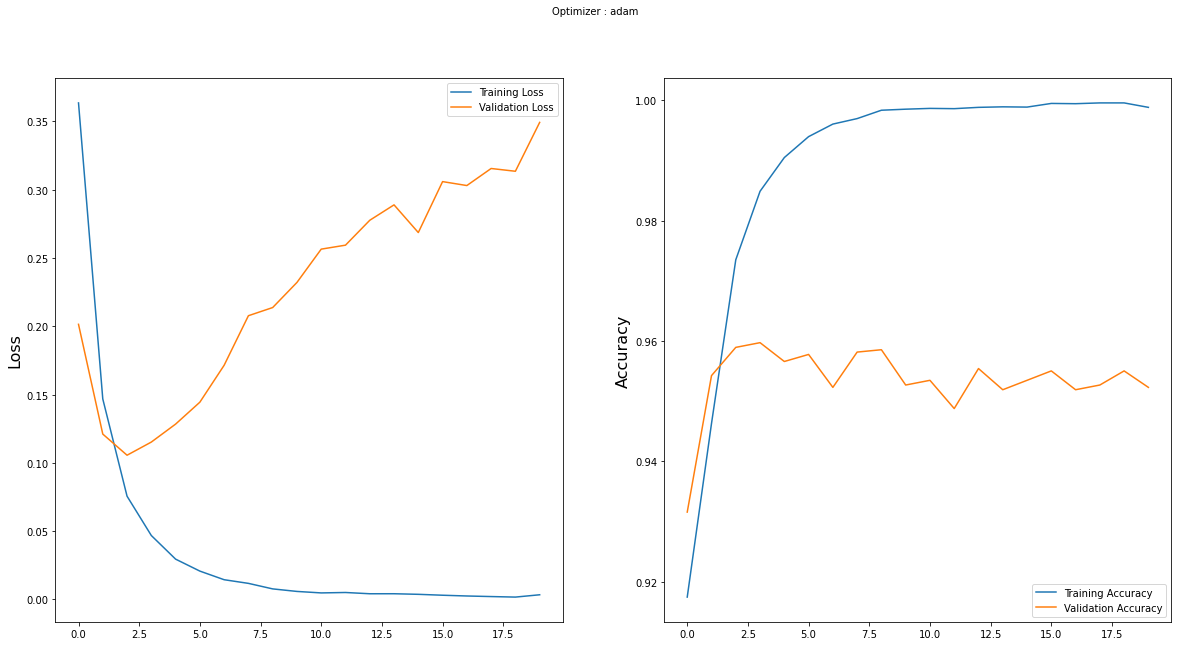 Optimizer : adam
Loss
0.35
0.30
0.25
0.20
0.15
0.10
0.05
0.00
Training Loss
Validation Loss
0.0 2.5 5.0 7.5 10.0 12.5 15.0 17.5
Accuracy
1.00
0.98
0.96
0.94
0.92
Training Accuracy
Validation Accuracy
0.0 2.5 5.0 7.5 10.0 12.5 15.0 17.5